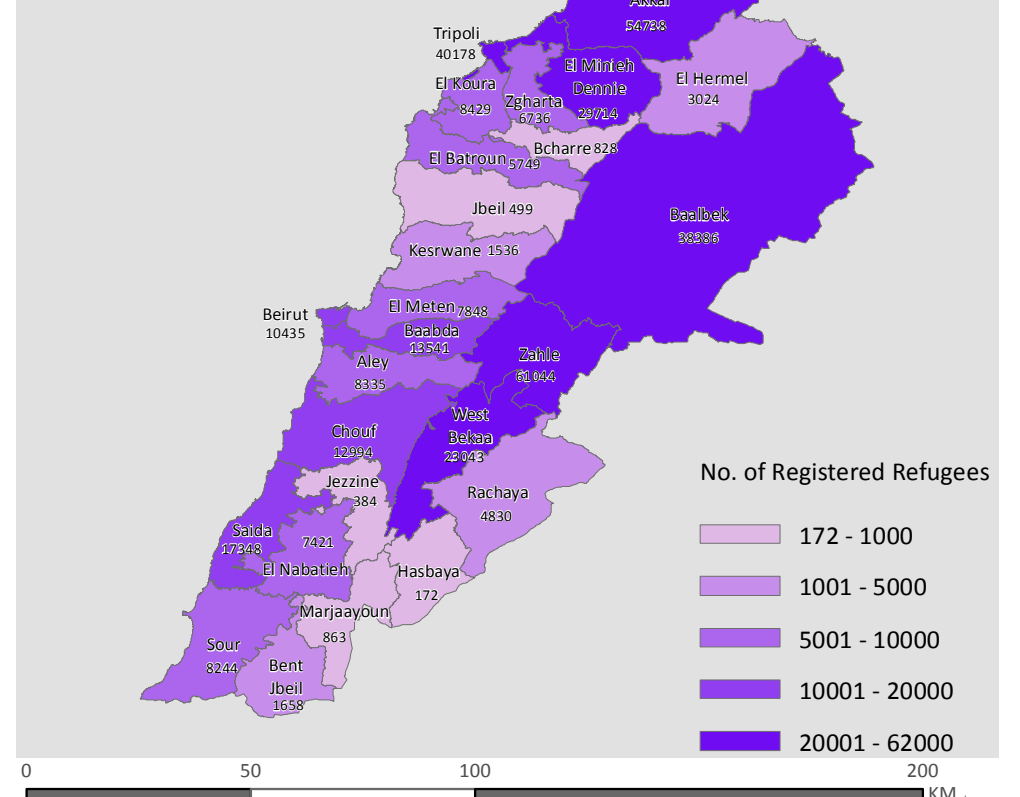 Akkar
54738
Tripoli
40178
El Minieh
Dennie
29714
El Hermel
3024
El Koura
8429
Zgharta
6736
Bcharre 828
El Batroun 5749
Jbeil 499
Baalbek
38386
Kesrwane 1536
El Meten 7848
Beirut
10435
Baabda
13541
Zahle
61044
Aley
8335
West
Bekaa
23043
Chouf
12994
Jezzine
384
Rachaya
4830
Saida
17348
7421
El Nabatieh
Hasbaya
172
Marjaayoun
863
Sour
8244
Bent
Jbeil
1658
No. of Registered Refugees
172 - 1000
1001 - 5000
5001 - 10000
10001 - 20000
20001 - 62000
0 50 100 200
KM